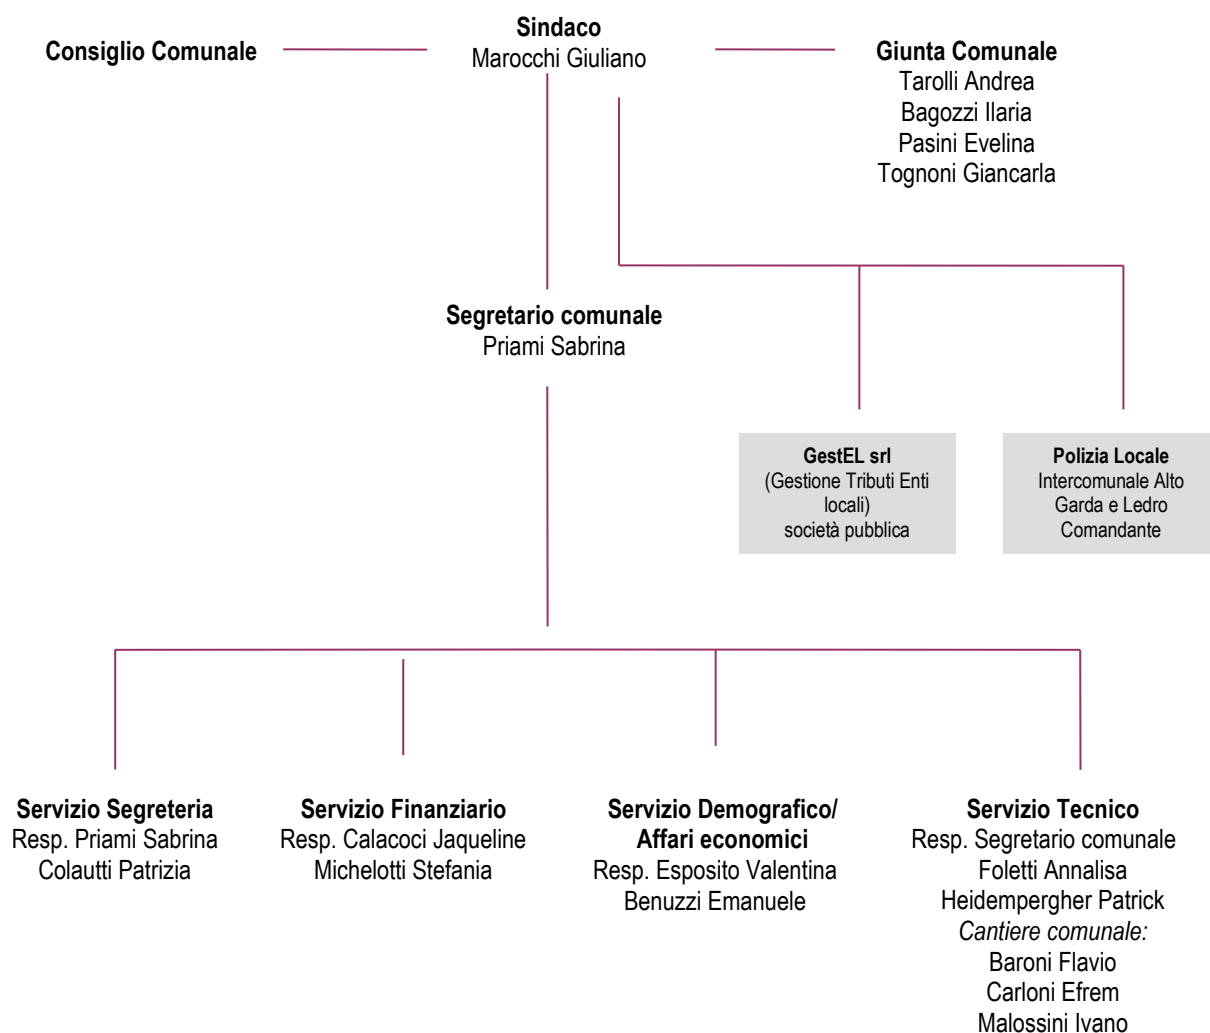 Consiglio Comunale
Sindaco
Marocchi Giuliano
Giunta Comunale
Tarolli Andrea
Bagozzi Ilaria
Pasini Evelina
Tognoni Giancarla
Segretario comunale
Priami Sabrina
GestEL srl
(Gestione Tributi Enti
locali)
società pubblica
Polizia Locale
Intercomunale Alto
Garda e Ledro
Comandante
Servizio Segreteria
Resp. Priami Sabrina
Colautti Patrizia
Servizio Finanziario
Resp. Calacoci Jaqueline
Michelotti Stefania
Servizio Demografico/
Affari economici
Resp. Esposito Valentina
Benuzzi Emanuele
Servizio Tecnico
Resp. Segretario comunale
Foletti Annalisa
Heidempergher Patrick
Cantiere comunale:
Baroni Flavio
Carloni Efrem
Malossini Ivano